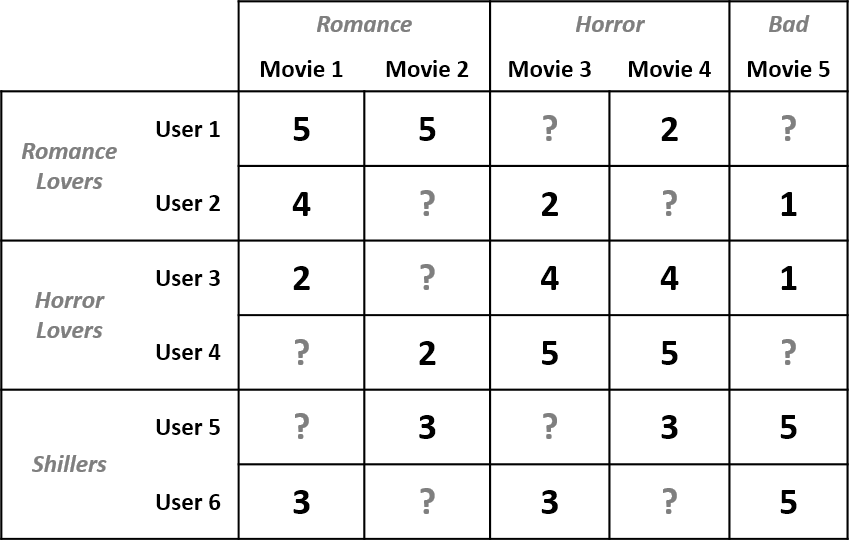 Romance Horror Bad
Movie 1 Movie 2 Movie 3 Movie 4 Movie 5
Romance
Lovers
User 1 5 5 ? 2 ?
User 2 4 ? 2 ? 1
Horror
Lovers
User 3 2 ? 4 4 1
User 4 ? 2 5 5 ?
Shillers
User 5 ? 3 ? 3 5
User 6 3 ? 3 ? 5